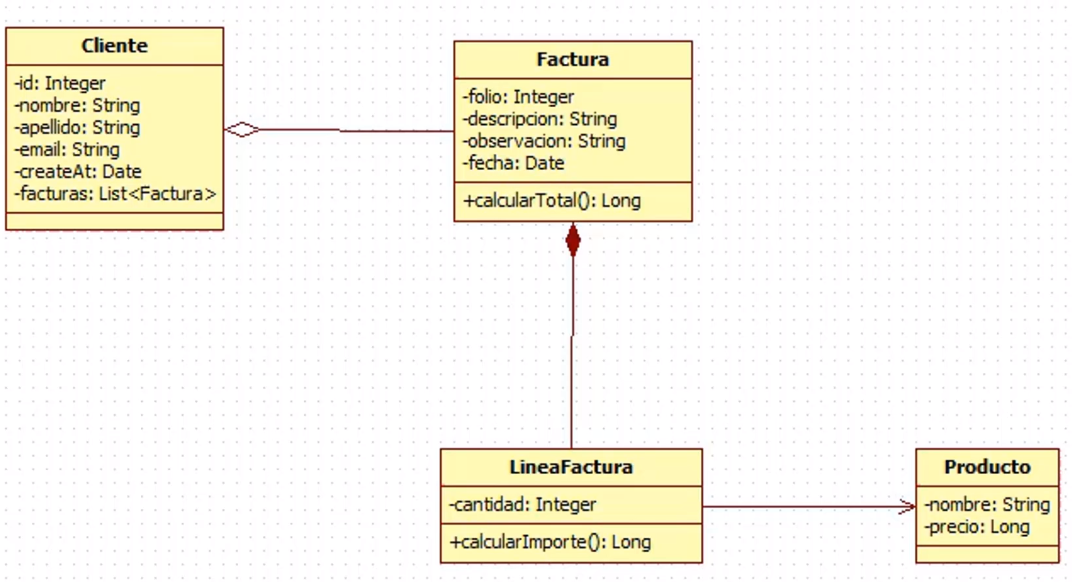 Cliente
-id: Integer
-nombre: String
-apellido: String
-email: String
-createAt: Date
-facturas: List<Factura>
Factura
-folio: Integer
-descripcion: String
-observacion: String
-fecha: Date
+calcularTotal(): Long
LineaFactura
-cantidad: Integer
+calcularImporte(): Long
Producto
-nombre: String
-precio: Long